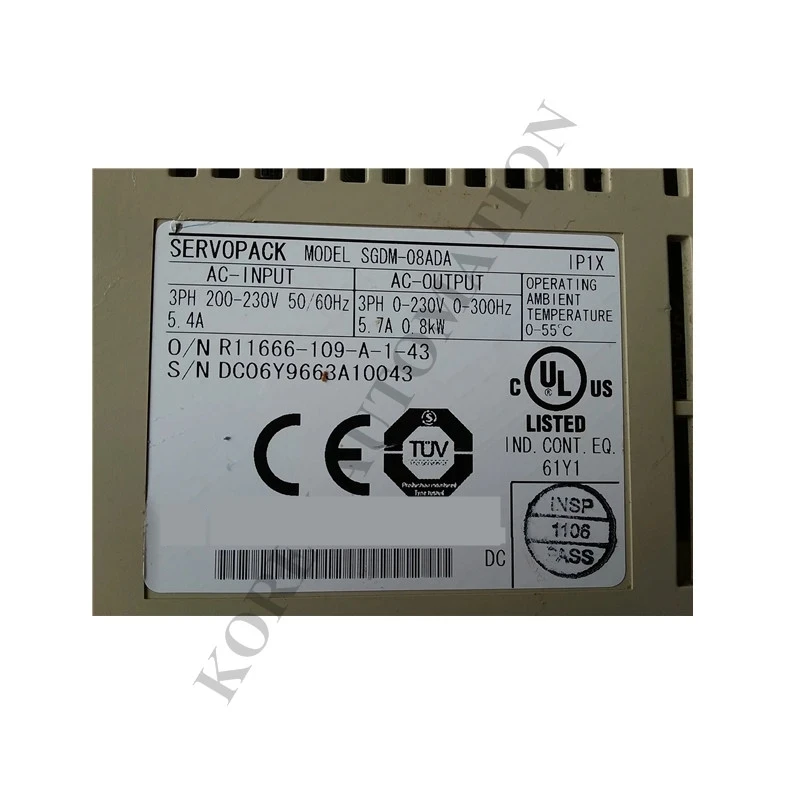 SERVOPACK MODEL SGDM-08ADA IP1X
AC-INPUT AC-OUTPUT OPERATING
AMBIENT
TEMPERATURE
0-55°C
3PH 200-230V 50/60Hz 3PH 0-230V 0-300Hz
5.4A 5.7A 0.8kW
O/N R11666-109-A-1-43
S/N DC06Y9663A10043
CE
S
TÜV
C UL US
LISTED
IND. CONT. EQ.
61Y1
INSP
1106
PASS
DC
KORE AUTOMATION